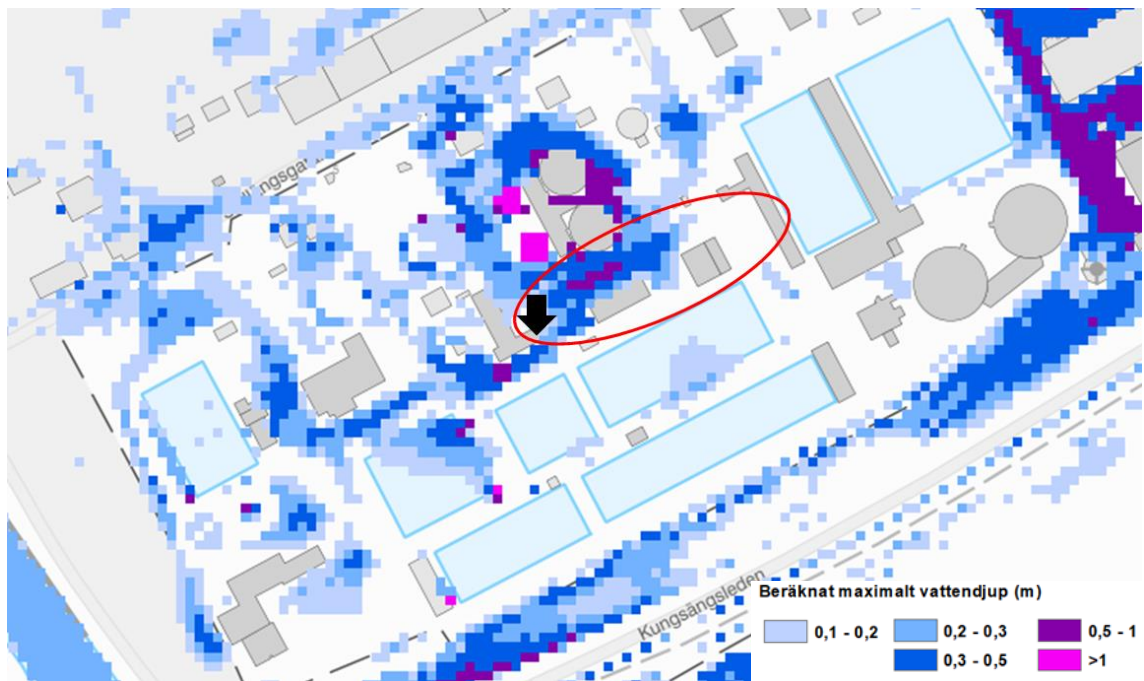 Kungsängsleden
Beräknat maximalt vattendjup (m)
0,1 - 0,2
0,2 - 0,3
0,5 - 1
0,3 - 0,5
>1